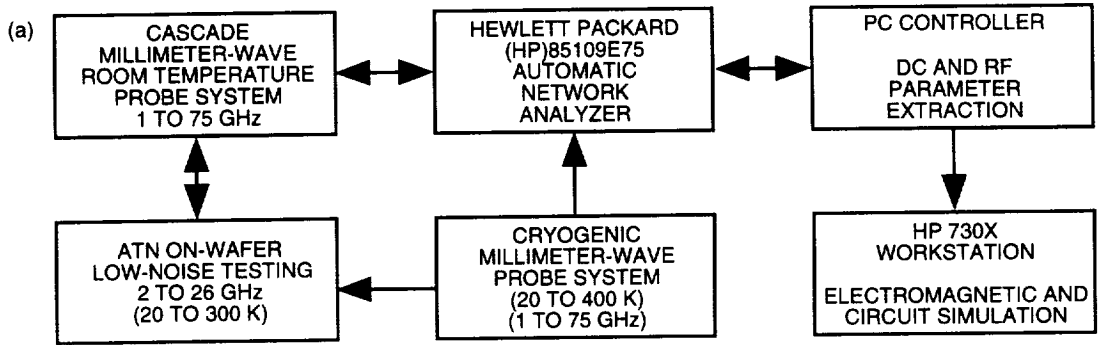 (a)
CASCADE
MILLIMETER-WAVE
ROOM TEMPERATURE
PROBE SYSTEM
1 TO 75 GHz
HEWLETT PACKARD
(HP)85109E75
AUTOMATIC
NETWORK
ANALYZER
PC CONTROLLER
DC AND RF
PARAMETER
EXTRACTION
ATN ON-WAFER
LOW-NOISE TESTING
2 TO 26 GHz
(20 TO 300 K)
CRYOGENIC
MILLIMETER-WAVE
PROBE SYSTEM
(20 TO 400 K)
(1 TO 75 GHz)
HP 730X
WORKSTATION
ELECTROMAGNETIC AND
CIRCUIT SIMULATION